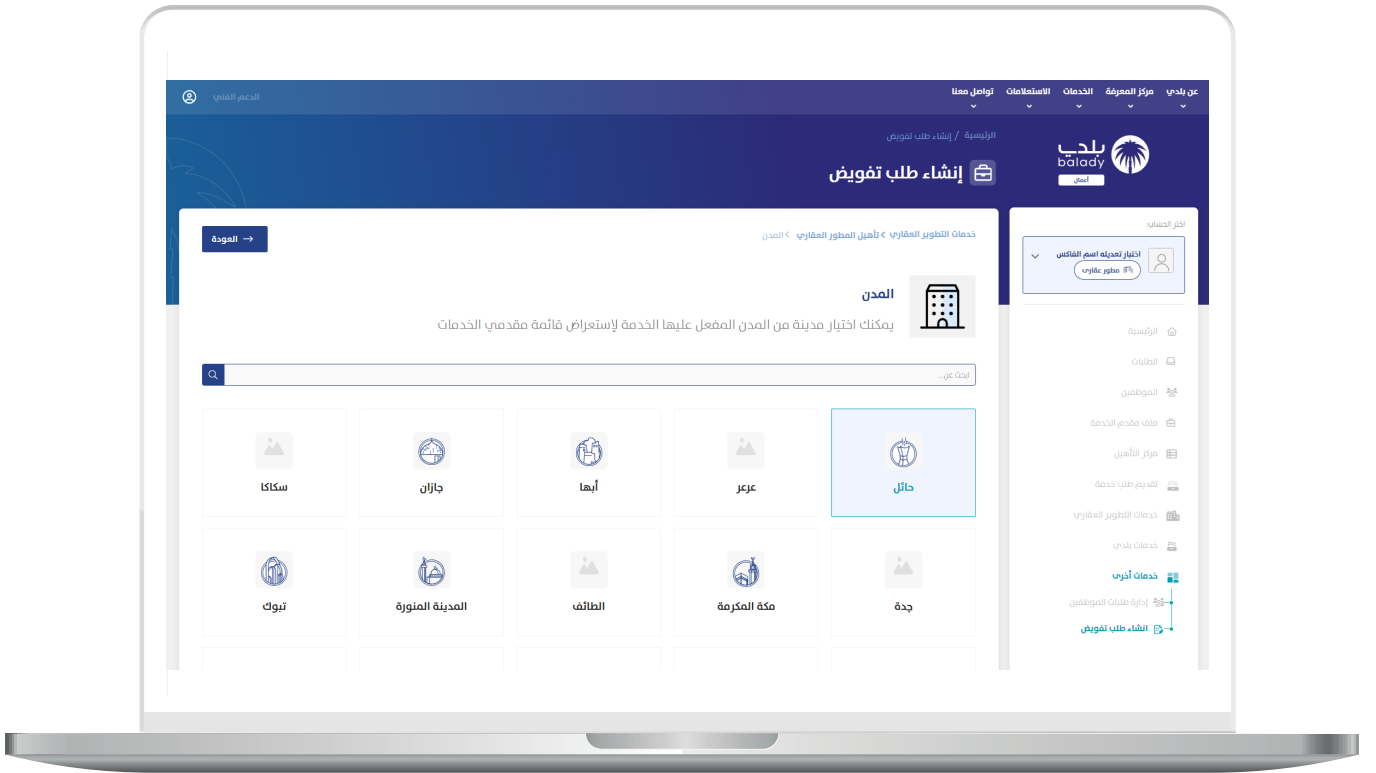 عن بلدي مركز المعرفة الخدمات الاستعلامات تواصل معنا
الدعم الفني
بلدي
balady
أعمال
الرئيسية / إنشاء طلب تفويض
إنشاء طلب تفويض
اختر الحساب:
اختبار تعديله اسم الفاكس
مطور عقاري
الرئيسية
الطلبات
الموظفين
ملف مقدم الخدمة
مركز التأهيل
تقديم طلب خدمة
خدمات التطوير العقاري
خدمات بلدي
خدمات أخرى
إدارة طلبات الموظفين
انشاء طلب تفويض
خدمات التطوير العقاري > تأهيل المطور العقاري > المدن
العودة
المدن
يمكنك اختيار مدينة من المدن المفعل عليها الخدمة لإستعراض قائمة مقدمي الخدمات
ابحث عن ..
حائل
عرعر
أبها
جازان
سكاكا
جدة
مكة المكرمة
الطائف
المدينة المنورة
تبوك